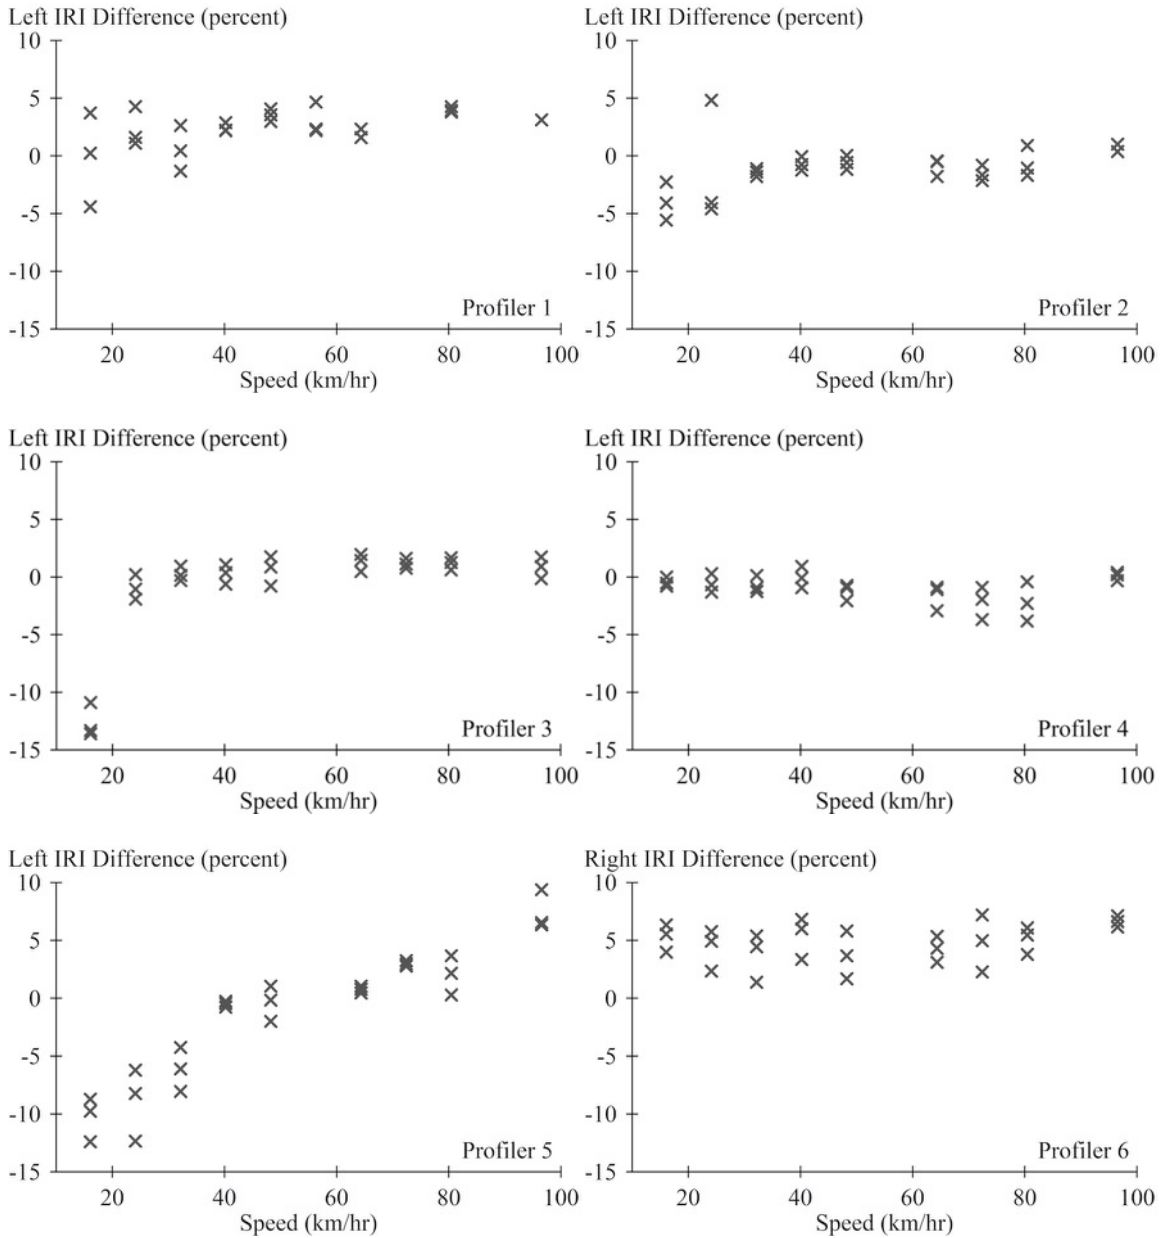 Left IRI Difference (percent)
10
5
0
-5
-10
-15
Profiler 1
20 40 60 80 100
Speed (km/hr)
Left IRI Difference (percent)
10
5
0
-5
-10
-15
Profiler 2
20 40 60 80 100
Speed (km/hr)
Left IRI Difference (percent)
10
5
0
-5
-10
-15
Profiler 3
20 40 60 80 100
Speed (km/hr)
Left IRI Difference (percent)
10
5
0
-5
-10
-15
Profiler 4
20 40 60 80 100
Speed (km/hr)
Left IRI Difference (percent)
10
5
0
-5
-10
-15
Profiler 5
20 40 60 80 100
Speed (km/hr)
Right IRI Difference (percent)
10
5
0
-5
-10
-15
Profiler 6
20 40 60 80 100
Speed (km/hr)